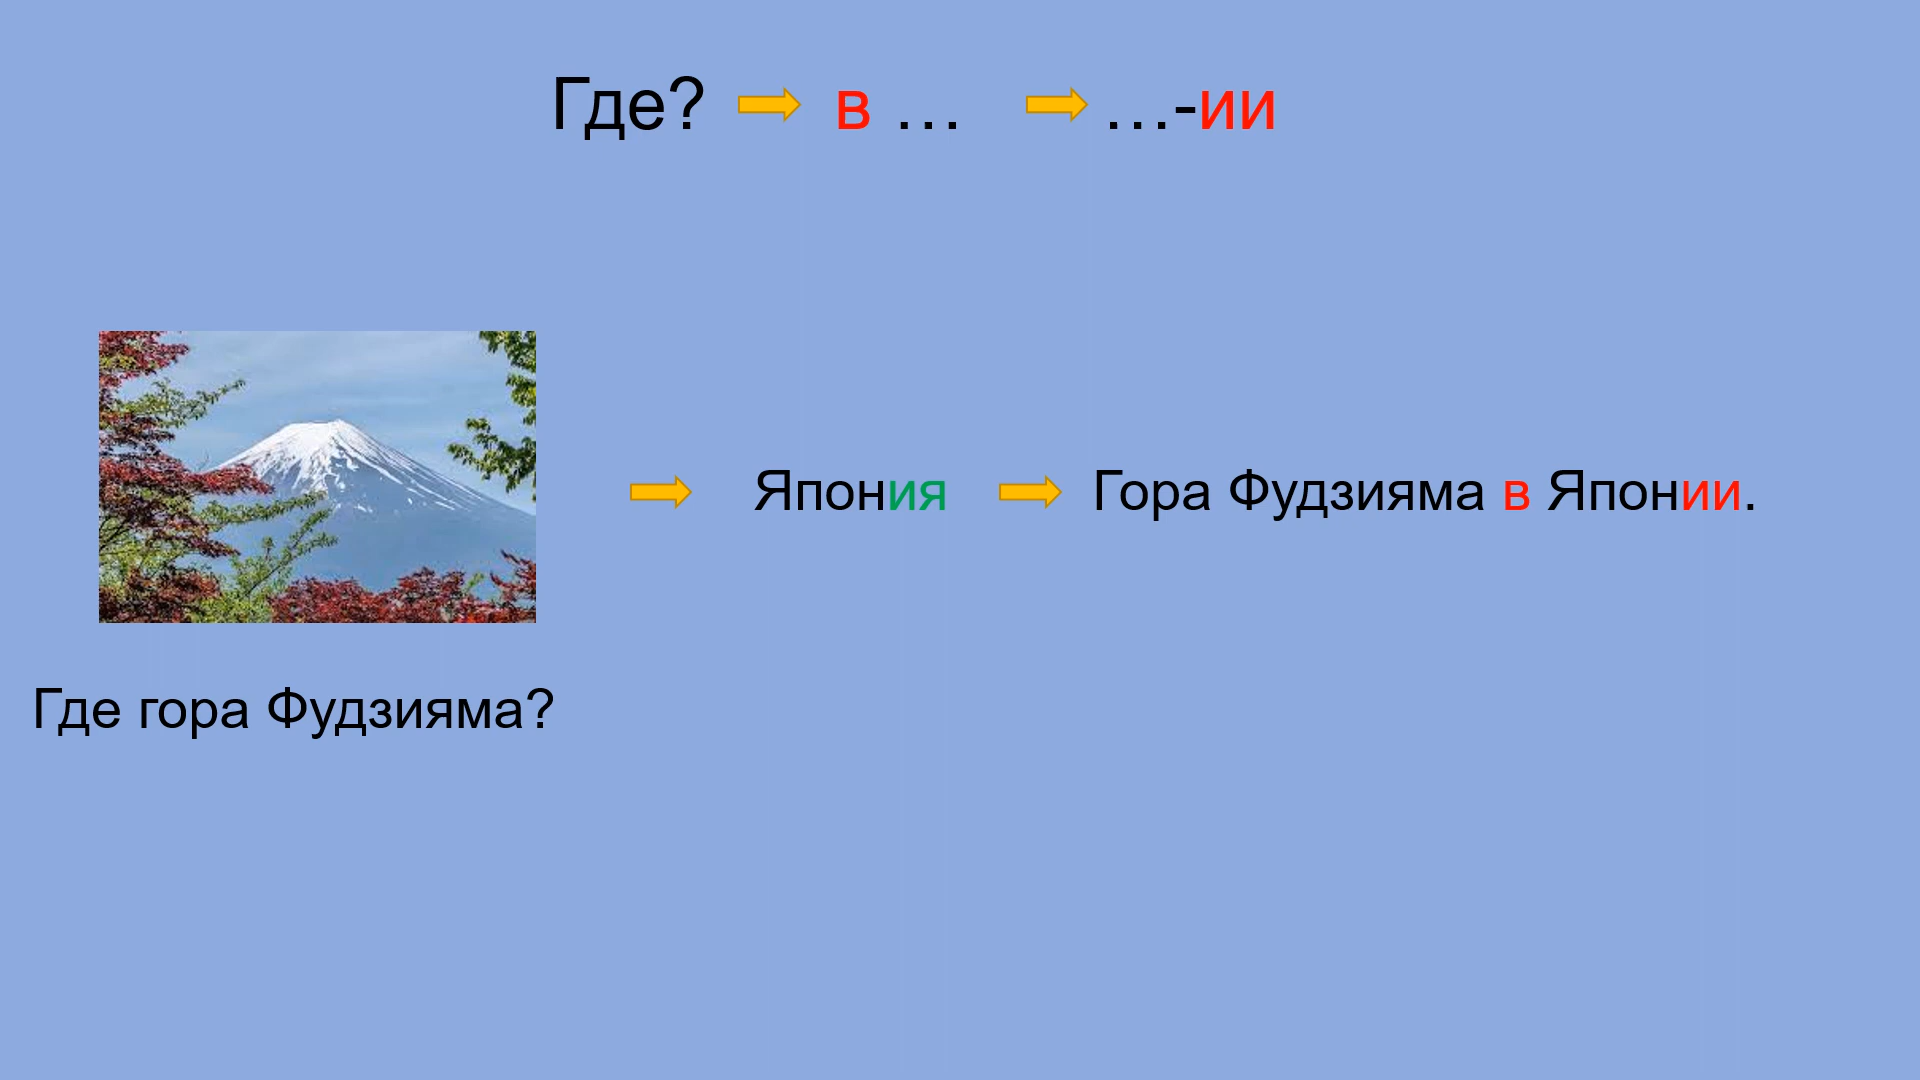 Где? в … …-ии
Япония Гора Фудзияма в Японии.
Где гора Фудзияма?